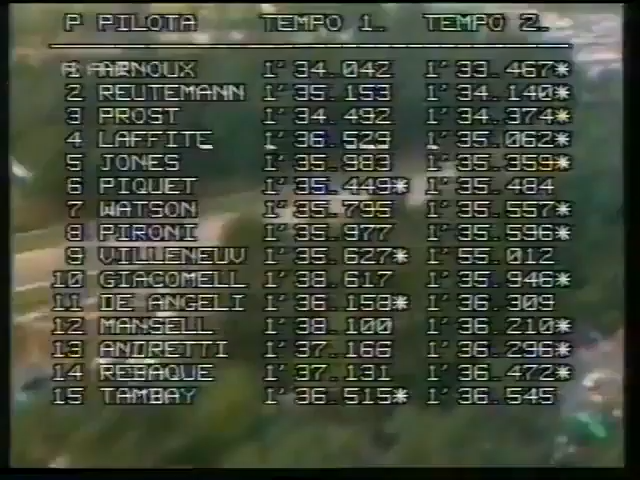 P PILOTA TEMPO 1. TEMPO 2.
1 ARNOUX 1'34.042 1'33.467*
2 REUTEMANN 1'35.153 1'34.140*
3 PROST 1'34.492 1'34.374*
4 LAFFITE 1'36.529 1'35.062*
5 JONES 1'35.983 1'35.359*
6 PIQUET 1'35.449* 1'35.484
7 WATSON 1'35.795 1'35.557*
8 PIRONI 1'35.977 1'35.596*
9 VILLENEUV 1'35.627* 1'55.012
10 GIACOMELL 1'38.617 1'35.946*
11 DE ANGELI 1'36.158* 1'36.309
12 MANSELL 1'38.100 1'36.210*
13 ANDRETTI 1'37.166 1'36.296*
14 REBAQUE 1'37.131 1'36.472*
15 TAMBAY 1'36.515* 1'36.545